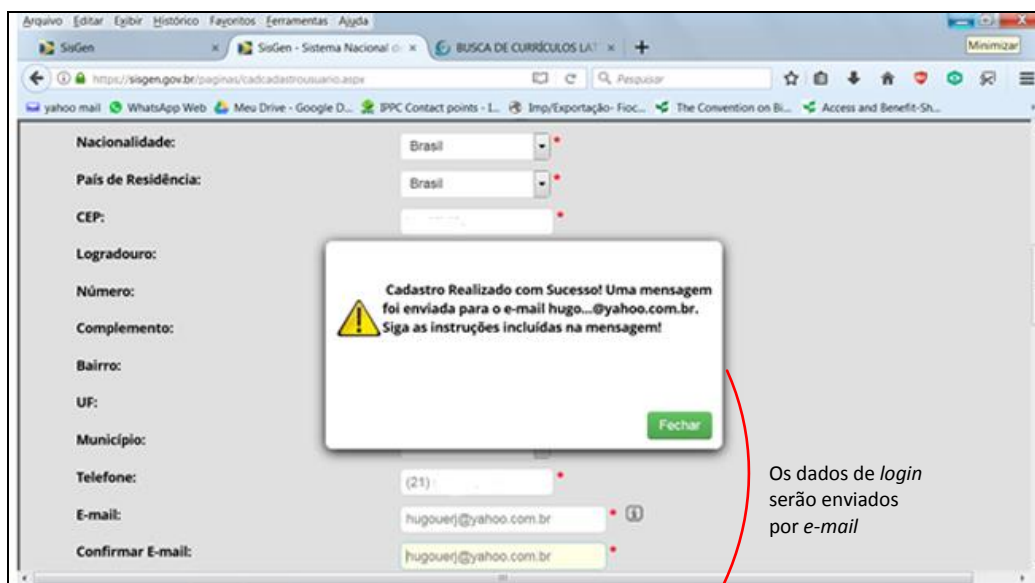 Arquivo Editar Exibir Histórico Favoritos Ferramentas Ajuda
SisGen × SisGen - Sistema Nacional d × BUSCA DE CURRÍCULOS LAT × +
Minimizar
https://sisgen.gov.br/paginas/cadcadastrousuario.aspx Pesquisar
yahoo mail WhatsApp Web Meu Drive - Google D... IPPC Contact points - I... Imp/Exportação- Fioc... The Convention on Bi... Access and Benefit-Sh...
Nacionalidade: Brasil *
País de Residência: Brasil *
CEP: *
Logradouro:
Número:
Complemento:
Bairro:
UF:
Município:
Cadastro Realizado com Sucesso! Uma mensagem
foi enviada para o e-mail hugo...@yahoo.com.br.
Siga as instruções incluídas na mensagem!
Fechar
Telefone: (21) *
E-mail: hugouerj@yahoo.com.br *
Confirmar E-mail: hugouerj@yahoo.com.br *
Os dados de login
serão enviados
por e-mail